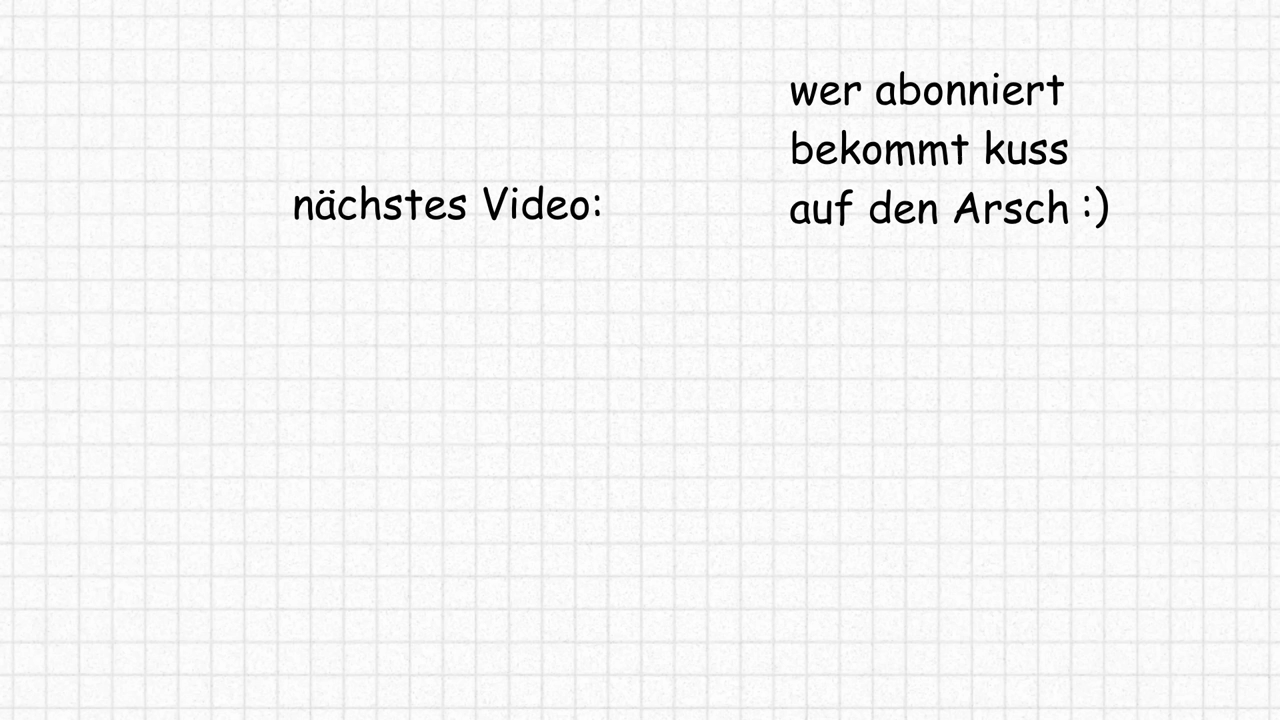 nächstes Video:
wer abonniert
bekommt kuss
auf den Arsch :)